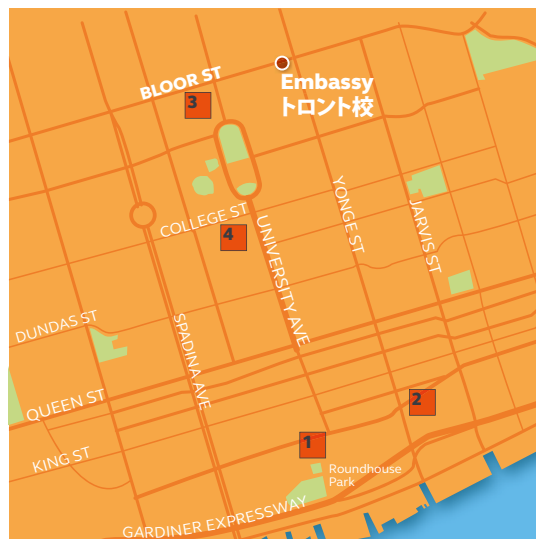 BLOOR ST
Embassy
トロント校
3
COLLEGE ST
4
UNIVERSITY AVE
YONGE ST
JARVIS ST
DUNDAS ST
SPADINA AVE
QUEEN ST
2
KING ST
1
Roundhouse
Park
GARDINER EXPRESSWAY